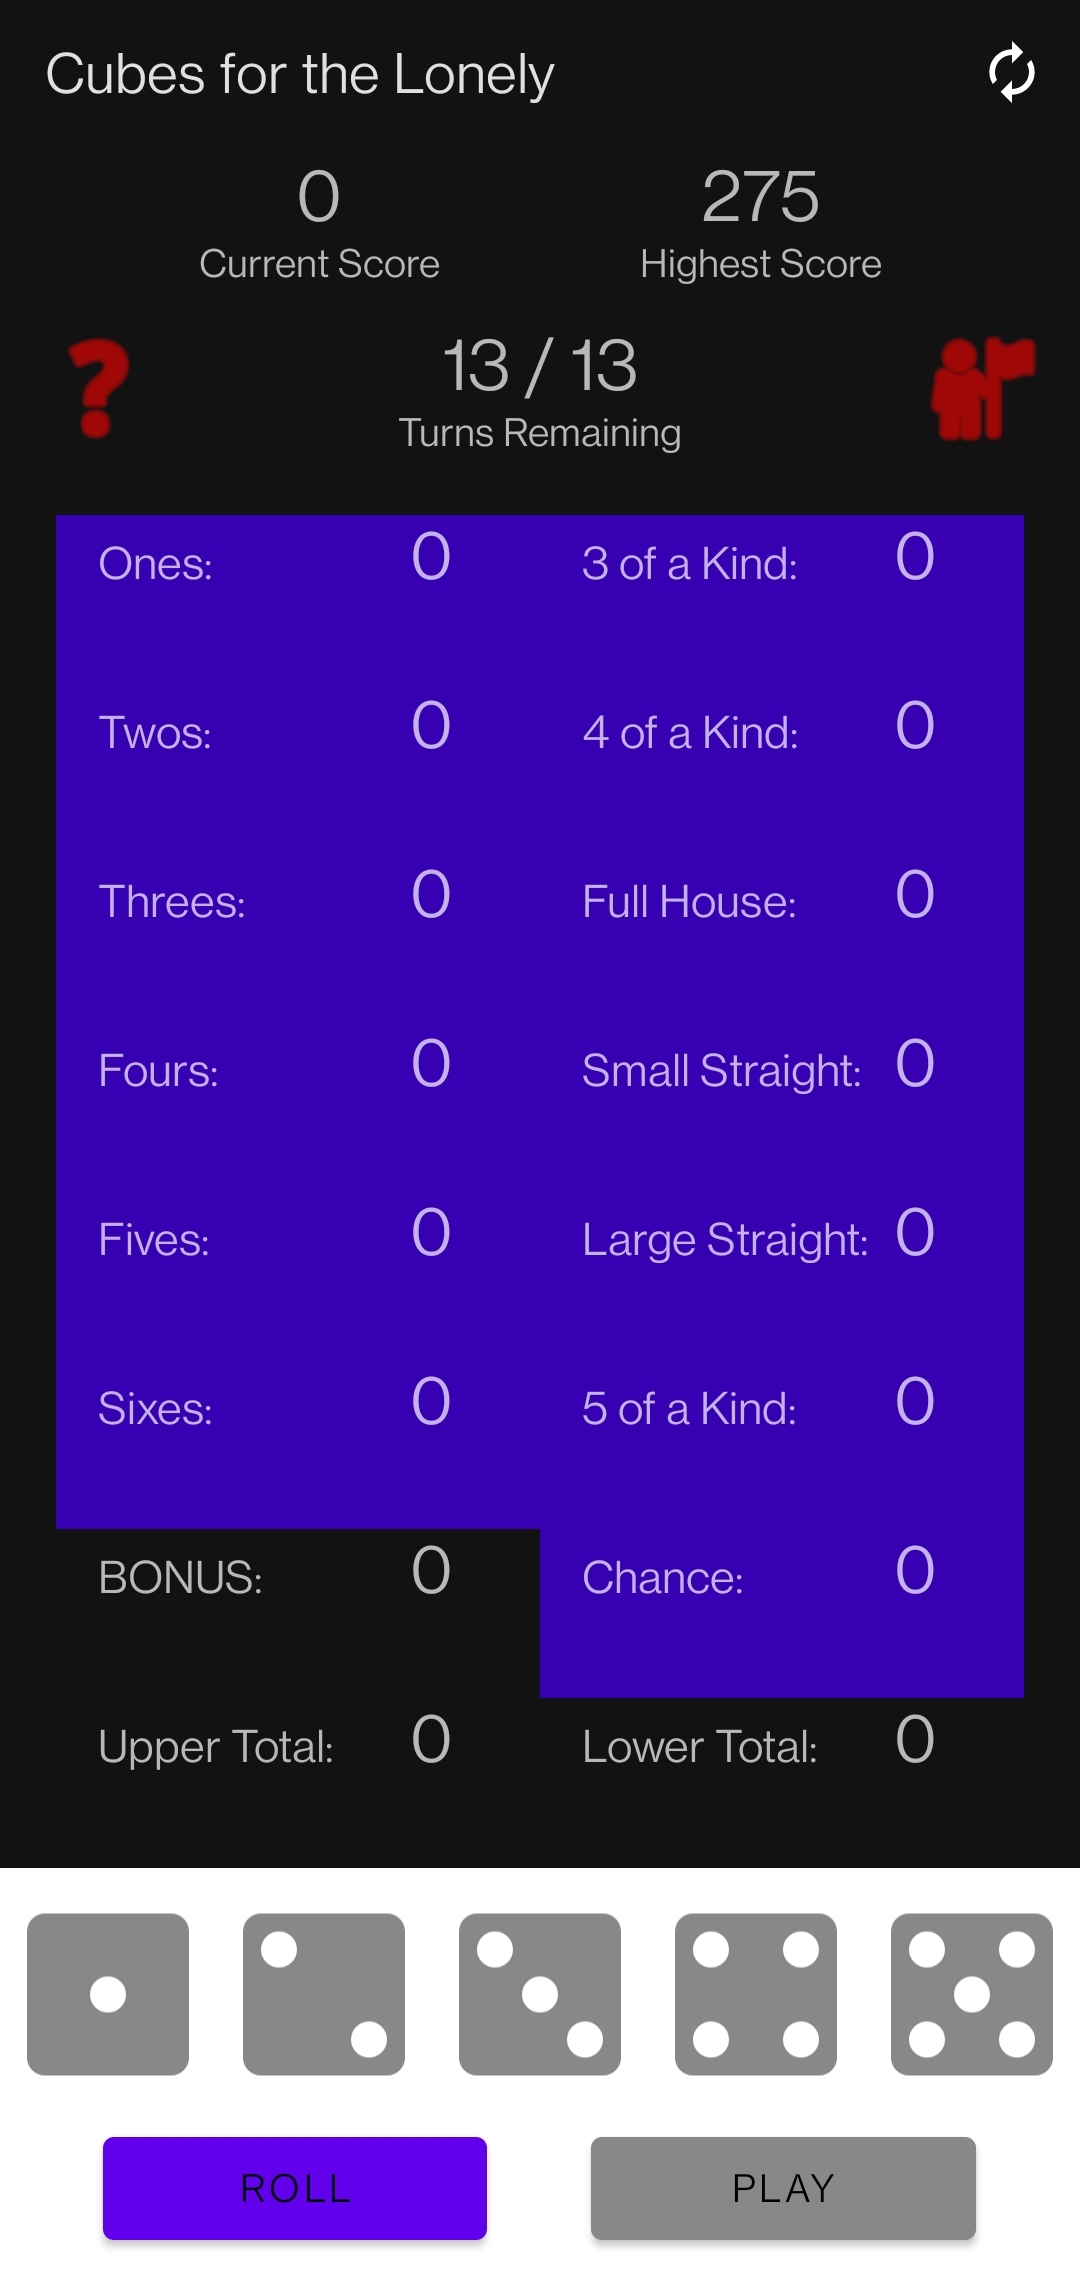 Cubes for the Lonely
0 275
Current Score Highest Score
13 / 13
Turns Remaining
Ones: 0 3 of a Kind: 0
Twos: 0 4 of a Kind: 0
Threes: 0 Full House: 0
Fours: 0 Small Straight: 0
Fives: 0 Large Straight: 0
Sixes: 0 5 of a Kind: 0
BONUS: 0 Chance: 0
Upper Total: 0 Lower Total: 0
ROLL PLAY